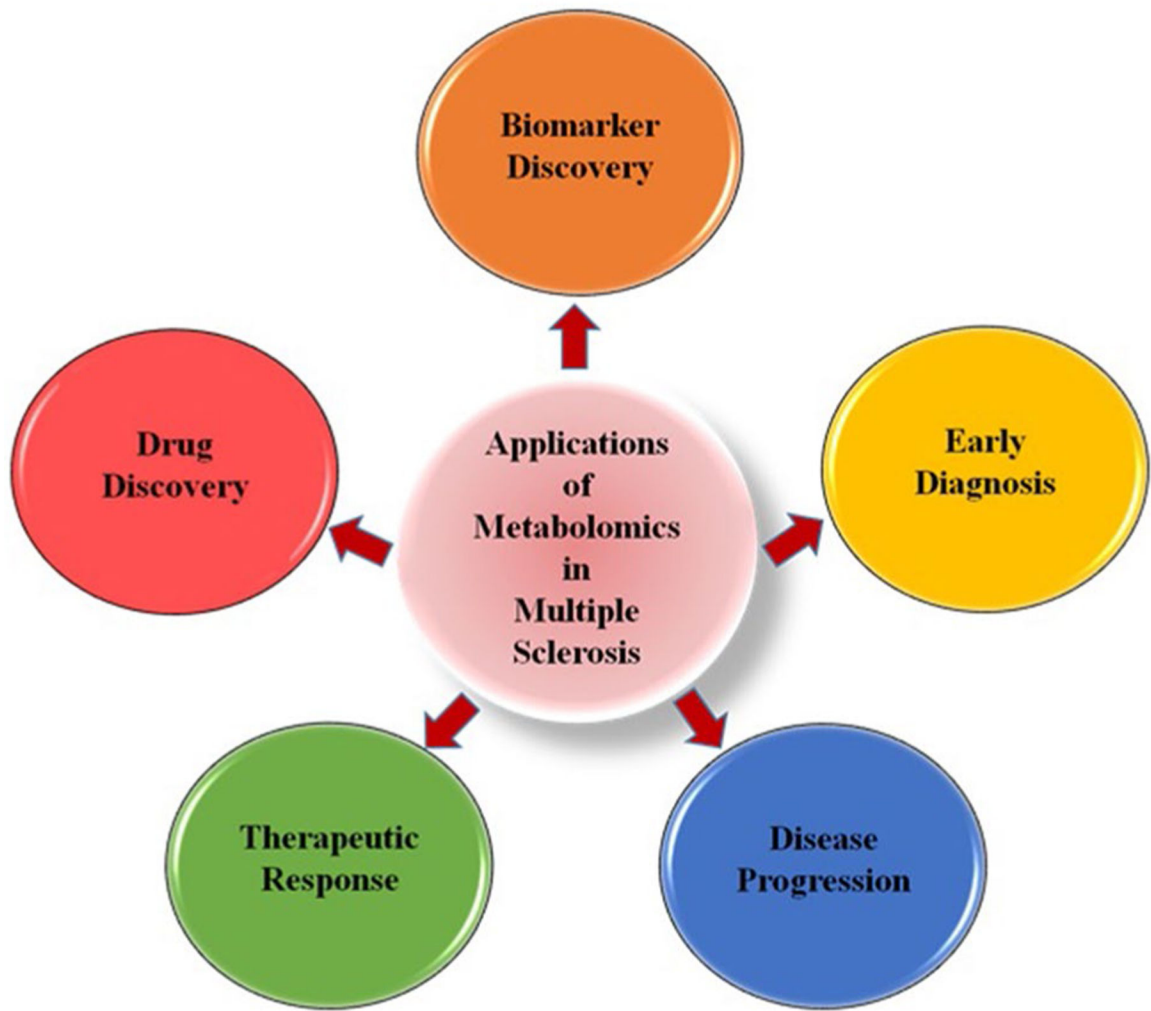 Biomarker
Discovery
Drug
Discovery
Applications
of
Metabolomics
in
Multiple
Sclerosis
Early
Diagnosis
Therapeutic
Response
Disease
Progression